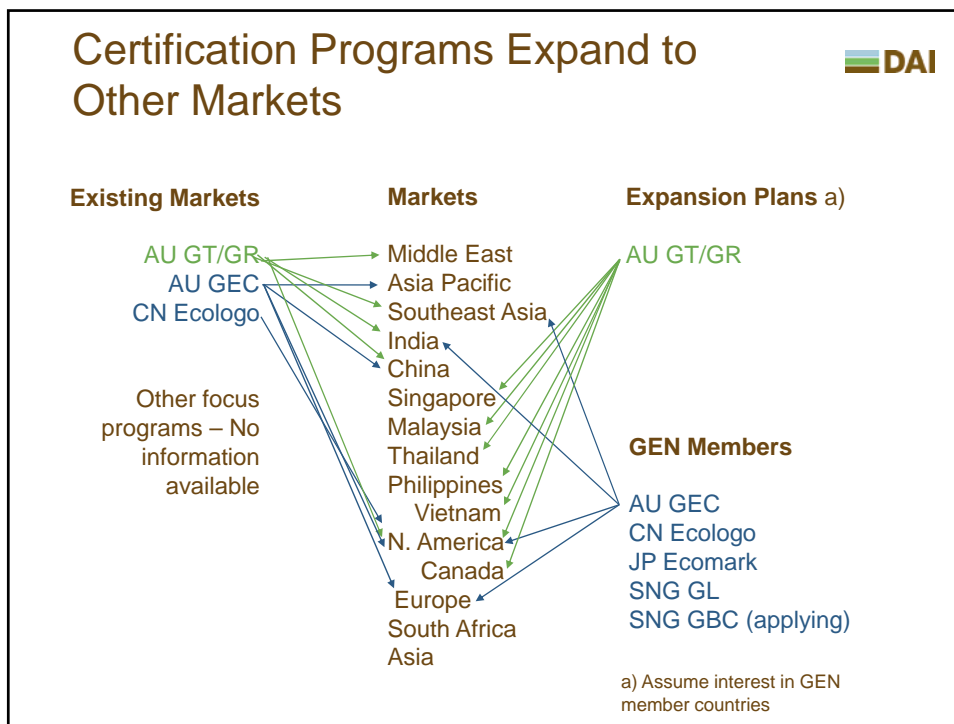 Certification Programs Expand to
Other Markets
DAI
Existing Markets
AU GT/GR
AU GEC
CN Ecologo
Other focus
programs – No
information
available
Markets
Middle East
Asia Pacific
Southeast Asia
India
China
Singapore
Malaysia
Thailand
Philippines
Vietnam
N. America
Canada
Europe
South Africa
Asia
Expansion Plans a)
AU GT/GR
GEN Members
AU GEC
CN Ecologo
JP Ecomark
SNG GL
SNG GBC (applying)
a) Assume interest in GEN
member countries